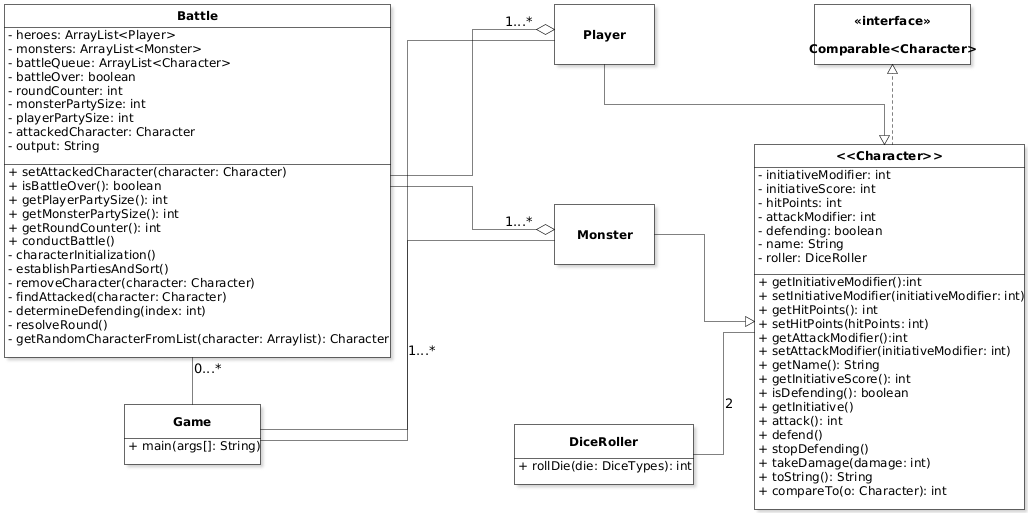 Battle
- heroes: ArrayList<Player>
- monsters: ArrayList<Monster>
- battleQueue: ArrayList<Character>
- battleOver: boolean
- roundCounter: int
- monsterPartySize: int
- playerPartySize: int
- attackedCharacter: Character
- output: String
+ setAttackedCharacter(character: Character)
+ isBattleOver(): boolean
+ getPlayerPartySize(): int
+ getMonsterPartySize(): int
+ getRoundCounter(): int
+ conductBattle()
- characterInitialization()
- establishPartiesAndSort()
- removeCharacter(character: Character)
- findAttacked(character: Character)
- determineDefending(index: int)
- resolveRound()
- getRandomCharacterFromList(character: Arraylist): Character
0...*
Game
+ main(args[]: String)
1...*
Player
1...*
Monster
1...*
DiceRoller
+ rollDie(die: DiceTypes): int
2
«interface»
Comparable<Character>
<<Character>>
- initiativeModifier: int
- initiativeScore: int
- hitPoints: int
- attackModifier: int
- defending: boolean
- name: String
- roller: DiceRoller
+ getInitiativeModifier():int
+ setInitiativeModifier(initiativeModifier: int)
+ getHitPoints(): int
+ setHitPoints(hitPoints: int)
+ getAttackModifier():int
+ setAttackModifier(initiativeModifier: int)
+ getName(): String
+ getInitiativeScore(): int
+ isDefending(): boolean
+ getInitiative()
+ attack(): int
+ defend()
+ stopDefending()
+ takeDamage(damage: int)
+ toString(): String
+ compareTo(o: Character): int